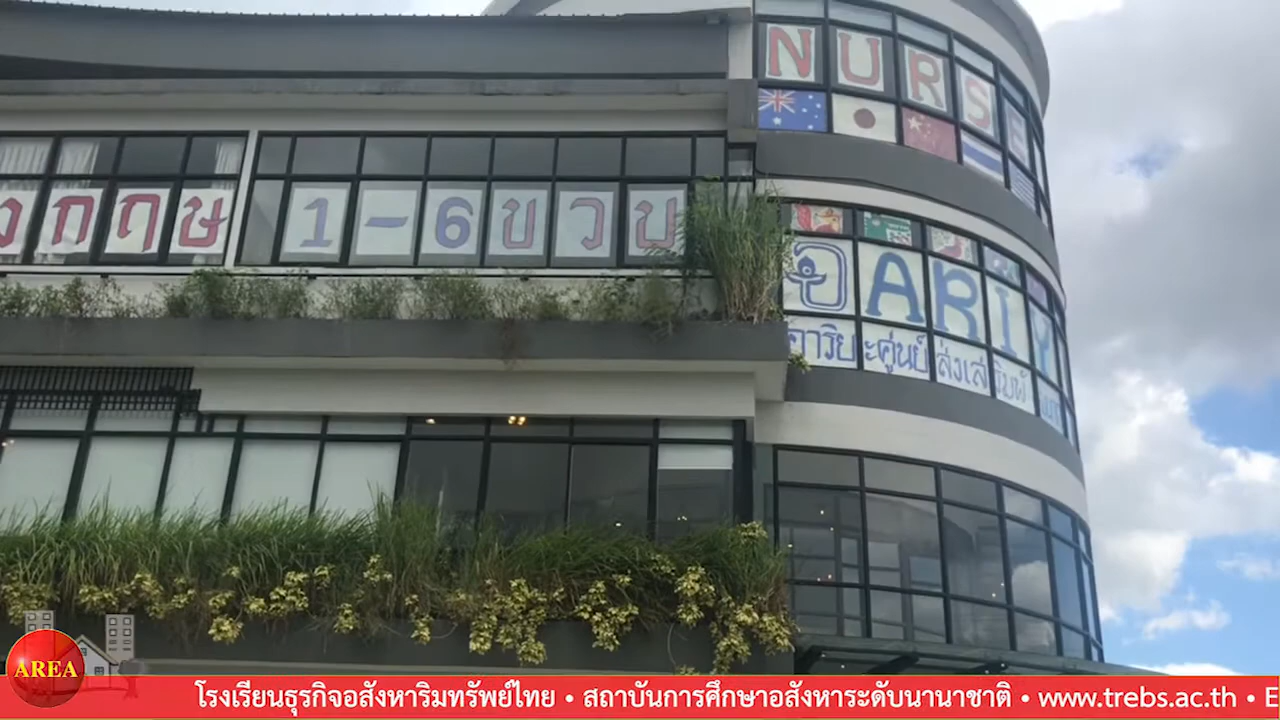 NURSE
งกฤษ 1-6ขวบ
ARIY
คาริยะศูนย์ส่งเสริมพั
AREA
โรงเรียนธุรกิจอสังหาริมทรัพย์ไทย • สถาบันการศึกษาอสังหาระดับนานาชาติ • www.trebs.ac.th • E